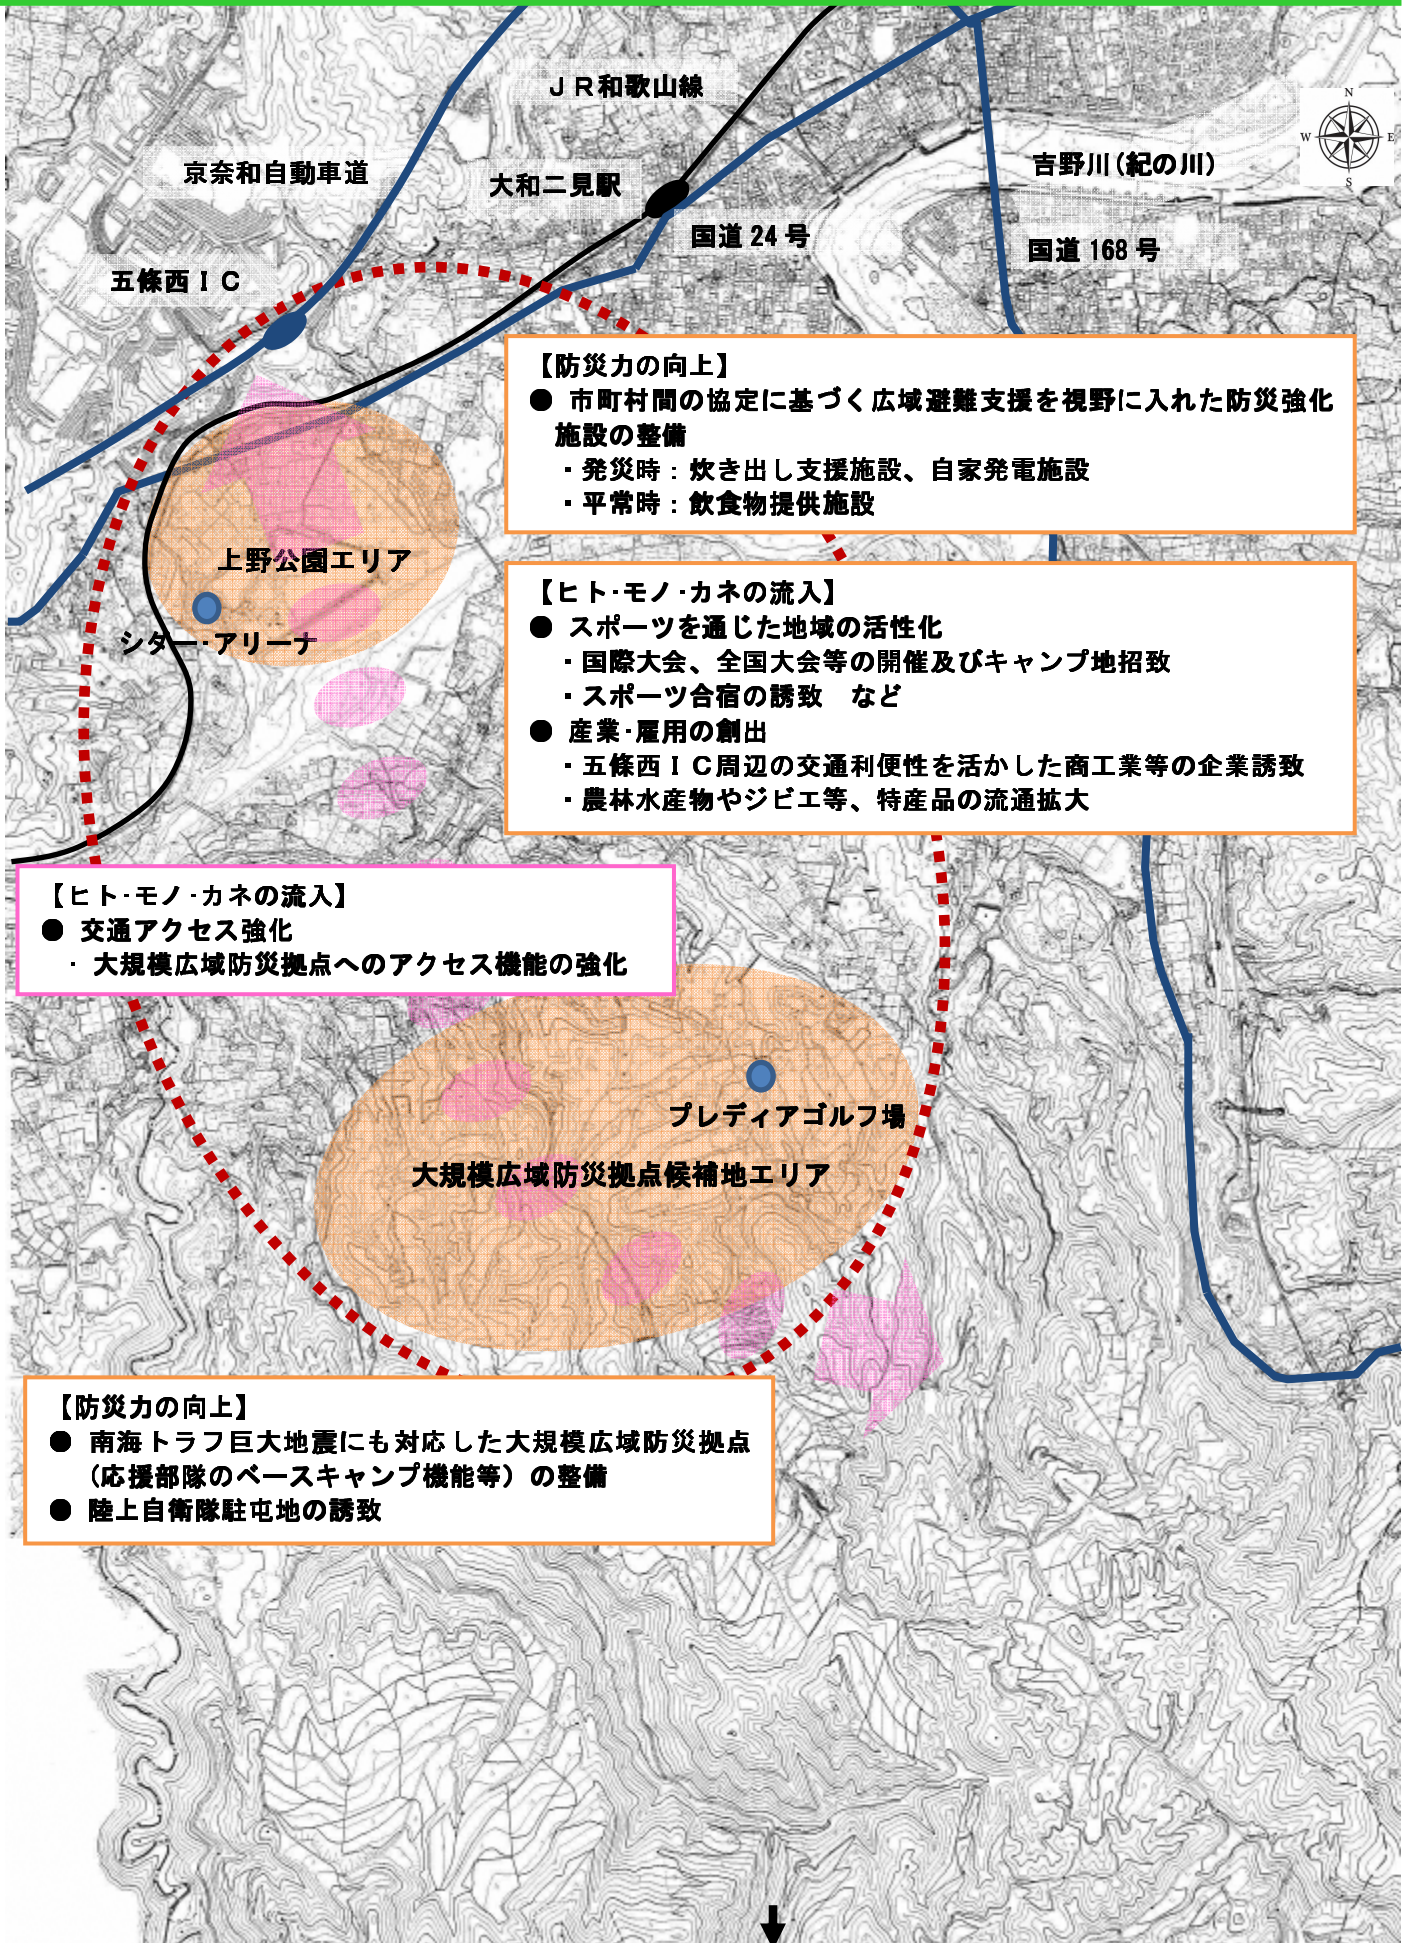 ＪＲ和歌山線
N
W E
S
京奈和自動車道
大和二見駅
吉野川(紀の川)
国道 24 号
国道 168 号
五條西ＩＣ
【防災力の向上】
● 市町村間の協定に基づく広域避難支援を視野に入れた防災強化
施設の整備
・発災時：炊き出し支援施設、自家発電施設
・平常時：飲食物提供施設
上野公園エリア
シダー・アリーナ
【ヒト・モノ・カネの流入】
● スポーツを通じた地域の活性化
・国際大会、全国大会等の開催及びキャンプ地招致
・スポーツ合宿の誘致　など
● 産業・雇用の創出
・五條西ＩＣ周辺の交通利便性を活かした商工業等の企業誘致
・農林水産物やジビエ等、特産品の流通拡大
【ヒト・モノ・カネの流入】
● 交通アクセス強化
・ 大規模広域防災拠点へのアクセス機能の強化
プレディアゴルフ場
大規模広域防災拠点候補地エリア
【防災力の向上】
● 南海トラフ巨大地震にも対応した大規模広域防災拠点
(応援部隊のベースキャンプ機能等）の整備
● 陸上自衛隊駐屯地の誘致